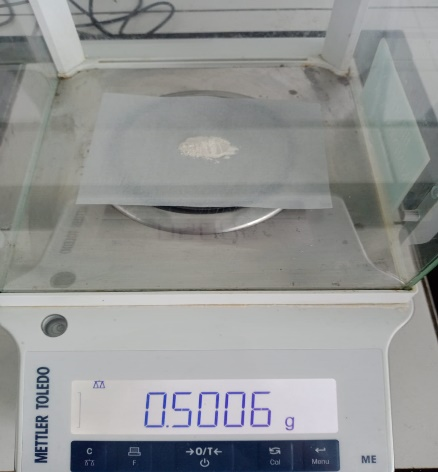 METTLER TOLEDO
0.5006 g
C
F
→0/T←
Cal
Menu
ME